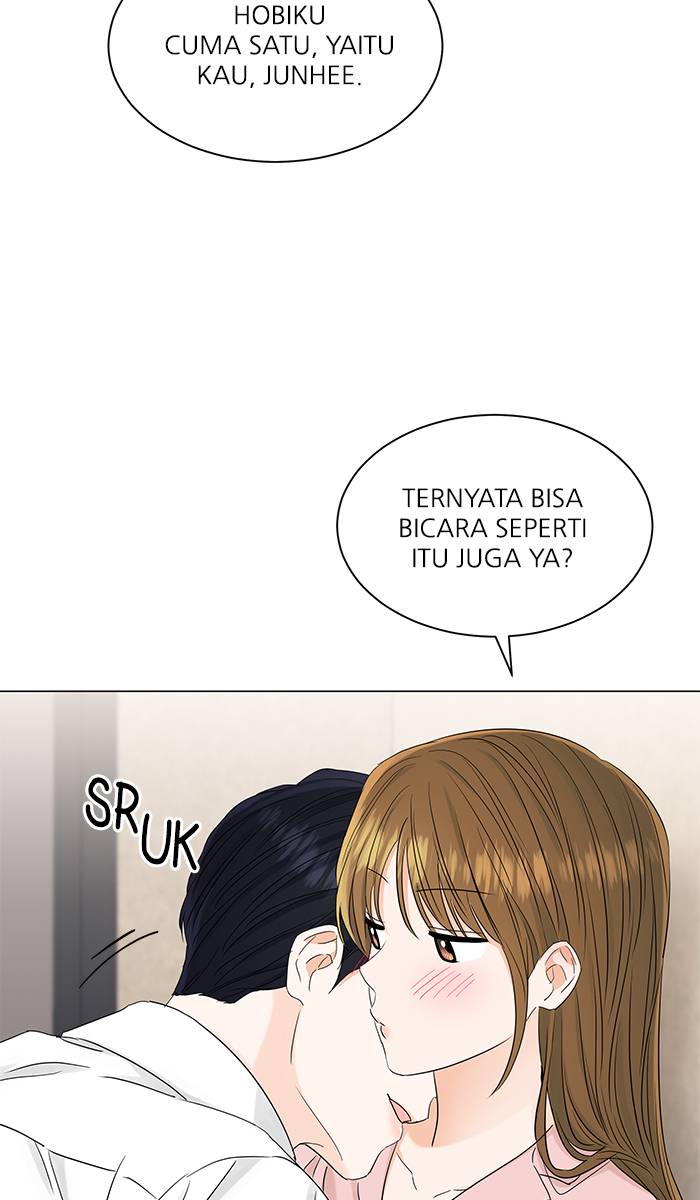 HOBIKU
CUMA SATU, YAITU
KAU, JUNHEE.
TERNYATA BISA
BICARA SEPERTI
ITU JUGA YA?
SRUK